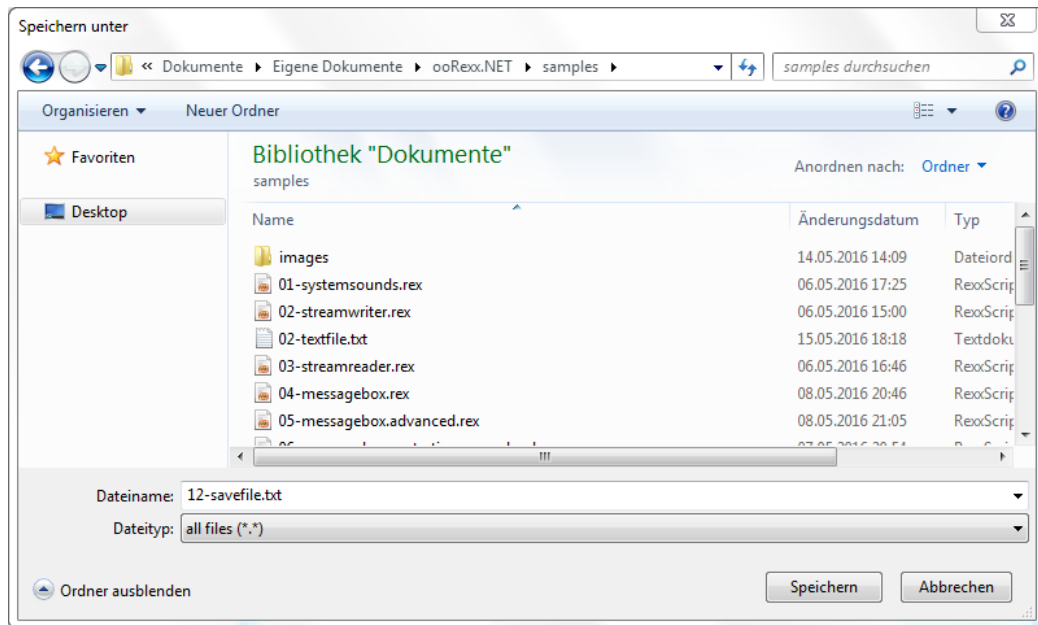 Speichern unter
« Dokumente ▸ Eigene Dokumente ▸ ooRexx.NET ▸ samples ▸ samples durchsuchen
Organisieren Neuer Ordner
Favoriten
Desktop
Bibliothek "Dokumente"
samples
Anordnen nach: Ordner
Name Änderungsdatum Typ
images 14.05.2016 14:09 Dateiord
01-systemsounds.rex 06.05.2016 17:25 RexxScrip
02-streamwriter.rex 06.05.2016 15:00 RexxScrip
02-textfile.txt 15.05.2016 18:18 Textdoku
03-streamreader.rex 06.05.2016 16:46 RexxScrip
04-messagebox.rex 08.05.2016 20:46 RexxScrip
05-messagebox.advanced.rex 08.05.2016 21:05 RexxScrip
Dateiname: 12-savefile.txt
Dateityp: all files (*.*)
Ordner ausblenden Speichern Abbrechen